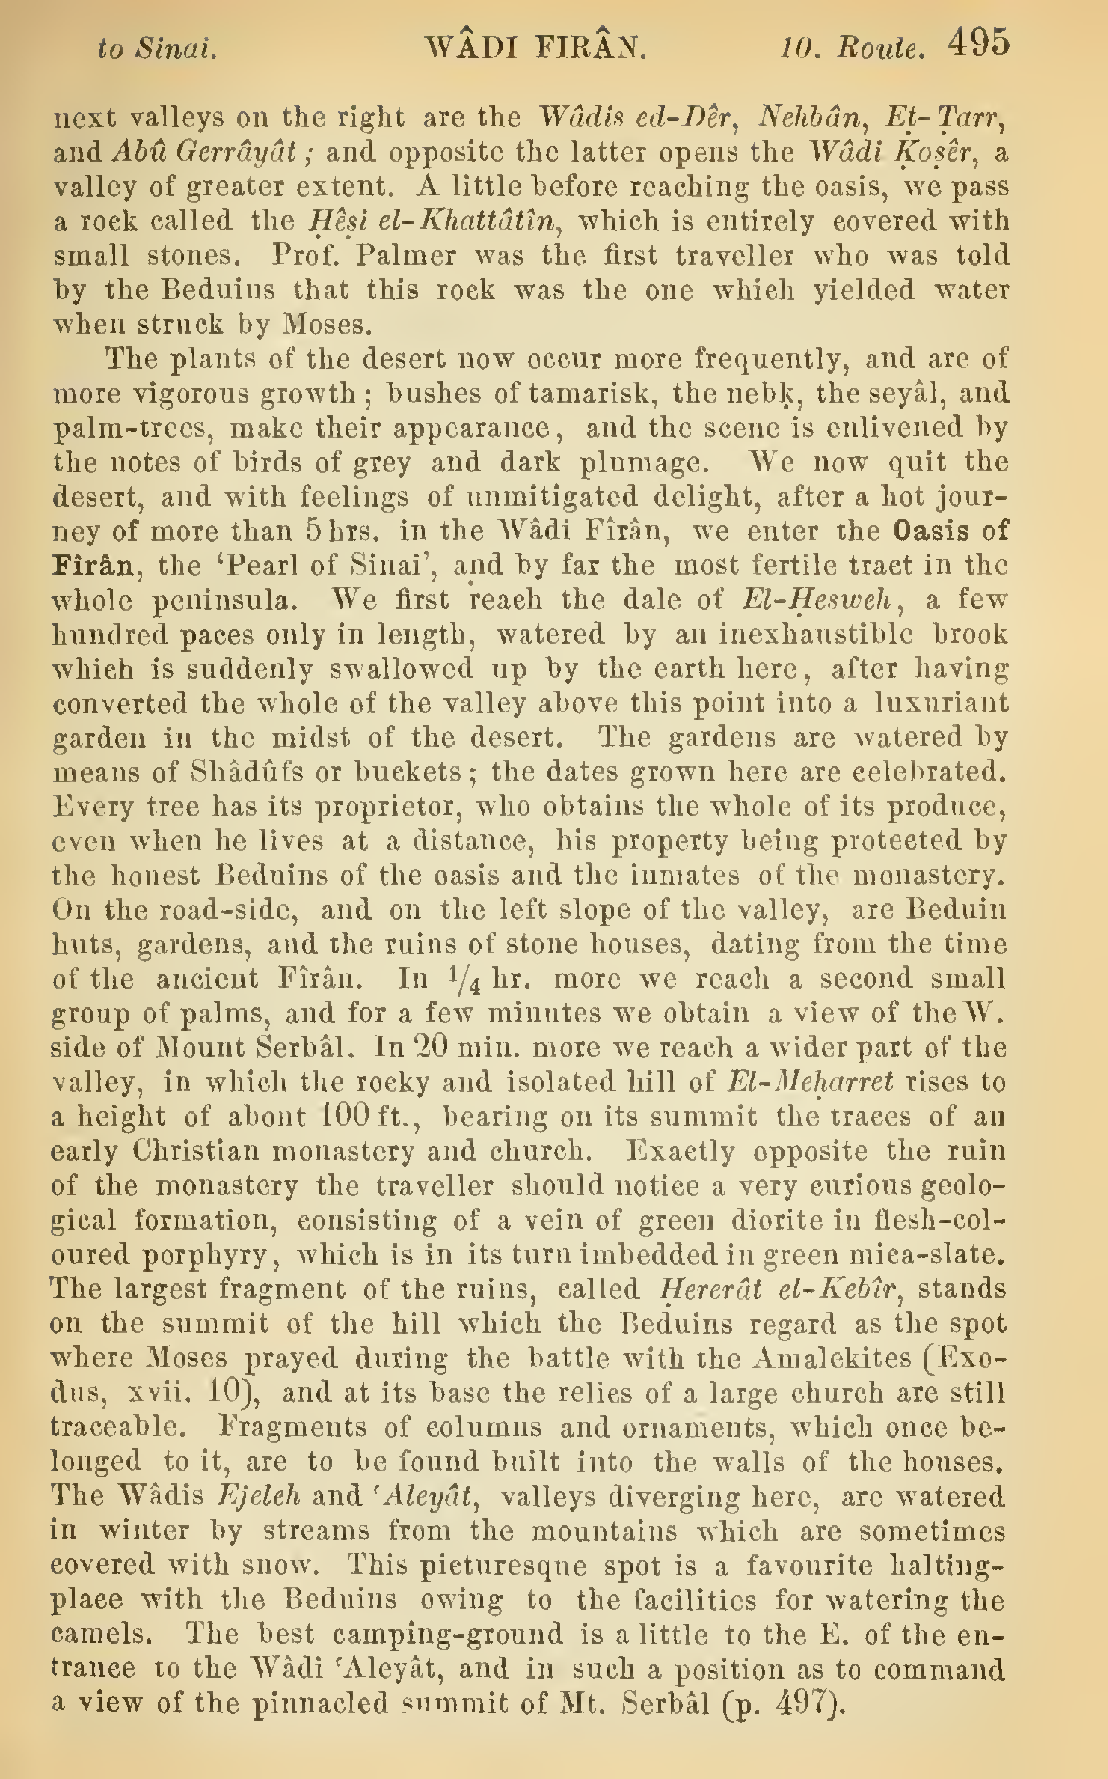 to Sinai. WÂDI FIRÂN. 10. Route. 495
next valleys on the right are the Wâdis ed-Dêr, Nehbân, Eṭ-Ṭarr,
and Abû Gerrâyât; and opposite the latter opens the Wâdi Ḳoṣêr, a
valley of greater extent. A little before reaching the oasis, we pass
a rock called the Ḥêsi el-Khattâtîn, which is entirely covered with
small stones. Prof. Palmer was the first traveller who was told
by the Beduins that this rock was the one which yielded water
when struck by Moses.
The plants of the desert now occur more frequently, and are of
more vigorous growth; bushes of tamarisk, the nebḳ, the seyâl, and
palm-trees, make their appearance, and the scene is enlivened by
the notes of birds of grey and dark plumage. We now quit the
desert, and with feelings of unmitigated delight, after a hot jour-
ney of more than 5 hrs. in the Wâdi Fîrân, we enter the Oasis of
Fîrân, the ‘Pearl of Sinai’, and by far the most fertile tract in the
whole peninsula. We first reach the dale of El-Ḥesweh, a few
hundred paces only in length, watered by an inexhaustible brook
which is suddenly swallowed up by the earth here, after having
converted the whole of the valley above this point into a luxuriant
garden in the midst of the desert. The gardens are watered by
means of Shâdûfs or buckets; the dates grown here are celebrated.
Every tree has its proprietor, who obtains the whole of its produce,
even when he lives at a distance, his property being protected by
the honest Beduins of the oasis and the inmates of the monastery.
On the road-side, and on the left slope of the valley, are Beduin
huts, gardens, and the ruins of stone houses, dating from the time
of the ancient Fîrân. In 1/4 hr. more we reach a second small
group of palms, and for a few minutes we obtain a view of the W.
side of Mount Serbâl. In 20 min. more we reach a wider part of the
valley, in which the rocky and isolated hill of El-Meḥarret rises to
a height of about 100 ft., bearing on its summit the traces of an
early Christian monastery and church. Exactly opposite the ruin
of the monastery the traveller should notice a very curious geolo-
gical formation, consisting of a vein of green diorite in flesh-col-
oured porphyry, which is in its turn imbedded in green mica-slate.
The largest fragment of the ruins, called Ḥererât el-Kebîr, stands
on the summit of the hill which the Beduins regard as the spot
where Moses prayed during the battle with the Amalekites (Exo-
dus, xvii. 10), and at its base the relics of a large church are still
traceable. Fragments of columns and ornaments, which once be-
longed to it, are to be found built into the walls of the houses.
The Wâdis Ejeleh and ʿAleyât, valleys diverging here, are watered
in winter by streams from the mountains which are sometimes
covered with snow. This picturesque spot is a favourite halting-
place with the Beduins owing to the facilities for watering the
camels. The best camping-ground is a little to the E. of the en-
trance to the Wâdi ʿAleyât, and in such a position as to command
a view of the pinnacled summit of Mt. Serbâl (p. 497).